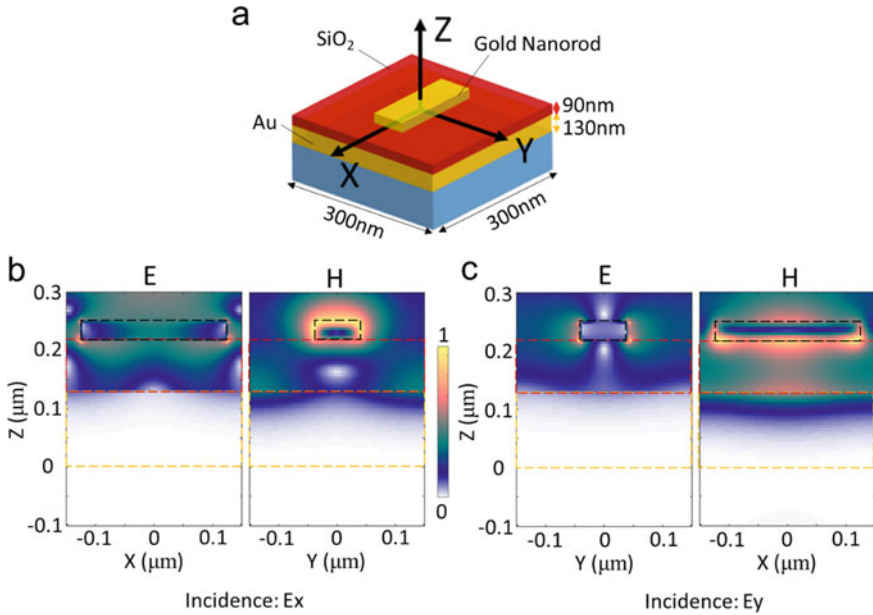 a
Z
SiO₂
Gold Nanorod
90nm
130nm
Au
X
Y
300nm
300nm
b
E
H
c
E
H
0.3
0.2
0.1
0
-0.1
Z (µm)
-0.1 0 0.1
X (µm)
-0.1 0 0.1
Y (µm)
1
0
0.3
0.2
0.1
0
-0.1
Z (µm)
-0.1 0 0.1
Y (µm)
-0.1 0 0.1
X (µm)
Incidence: Ex
Incidence: Ey